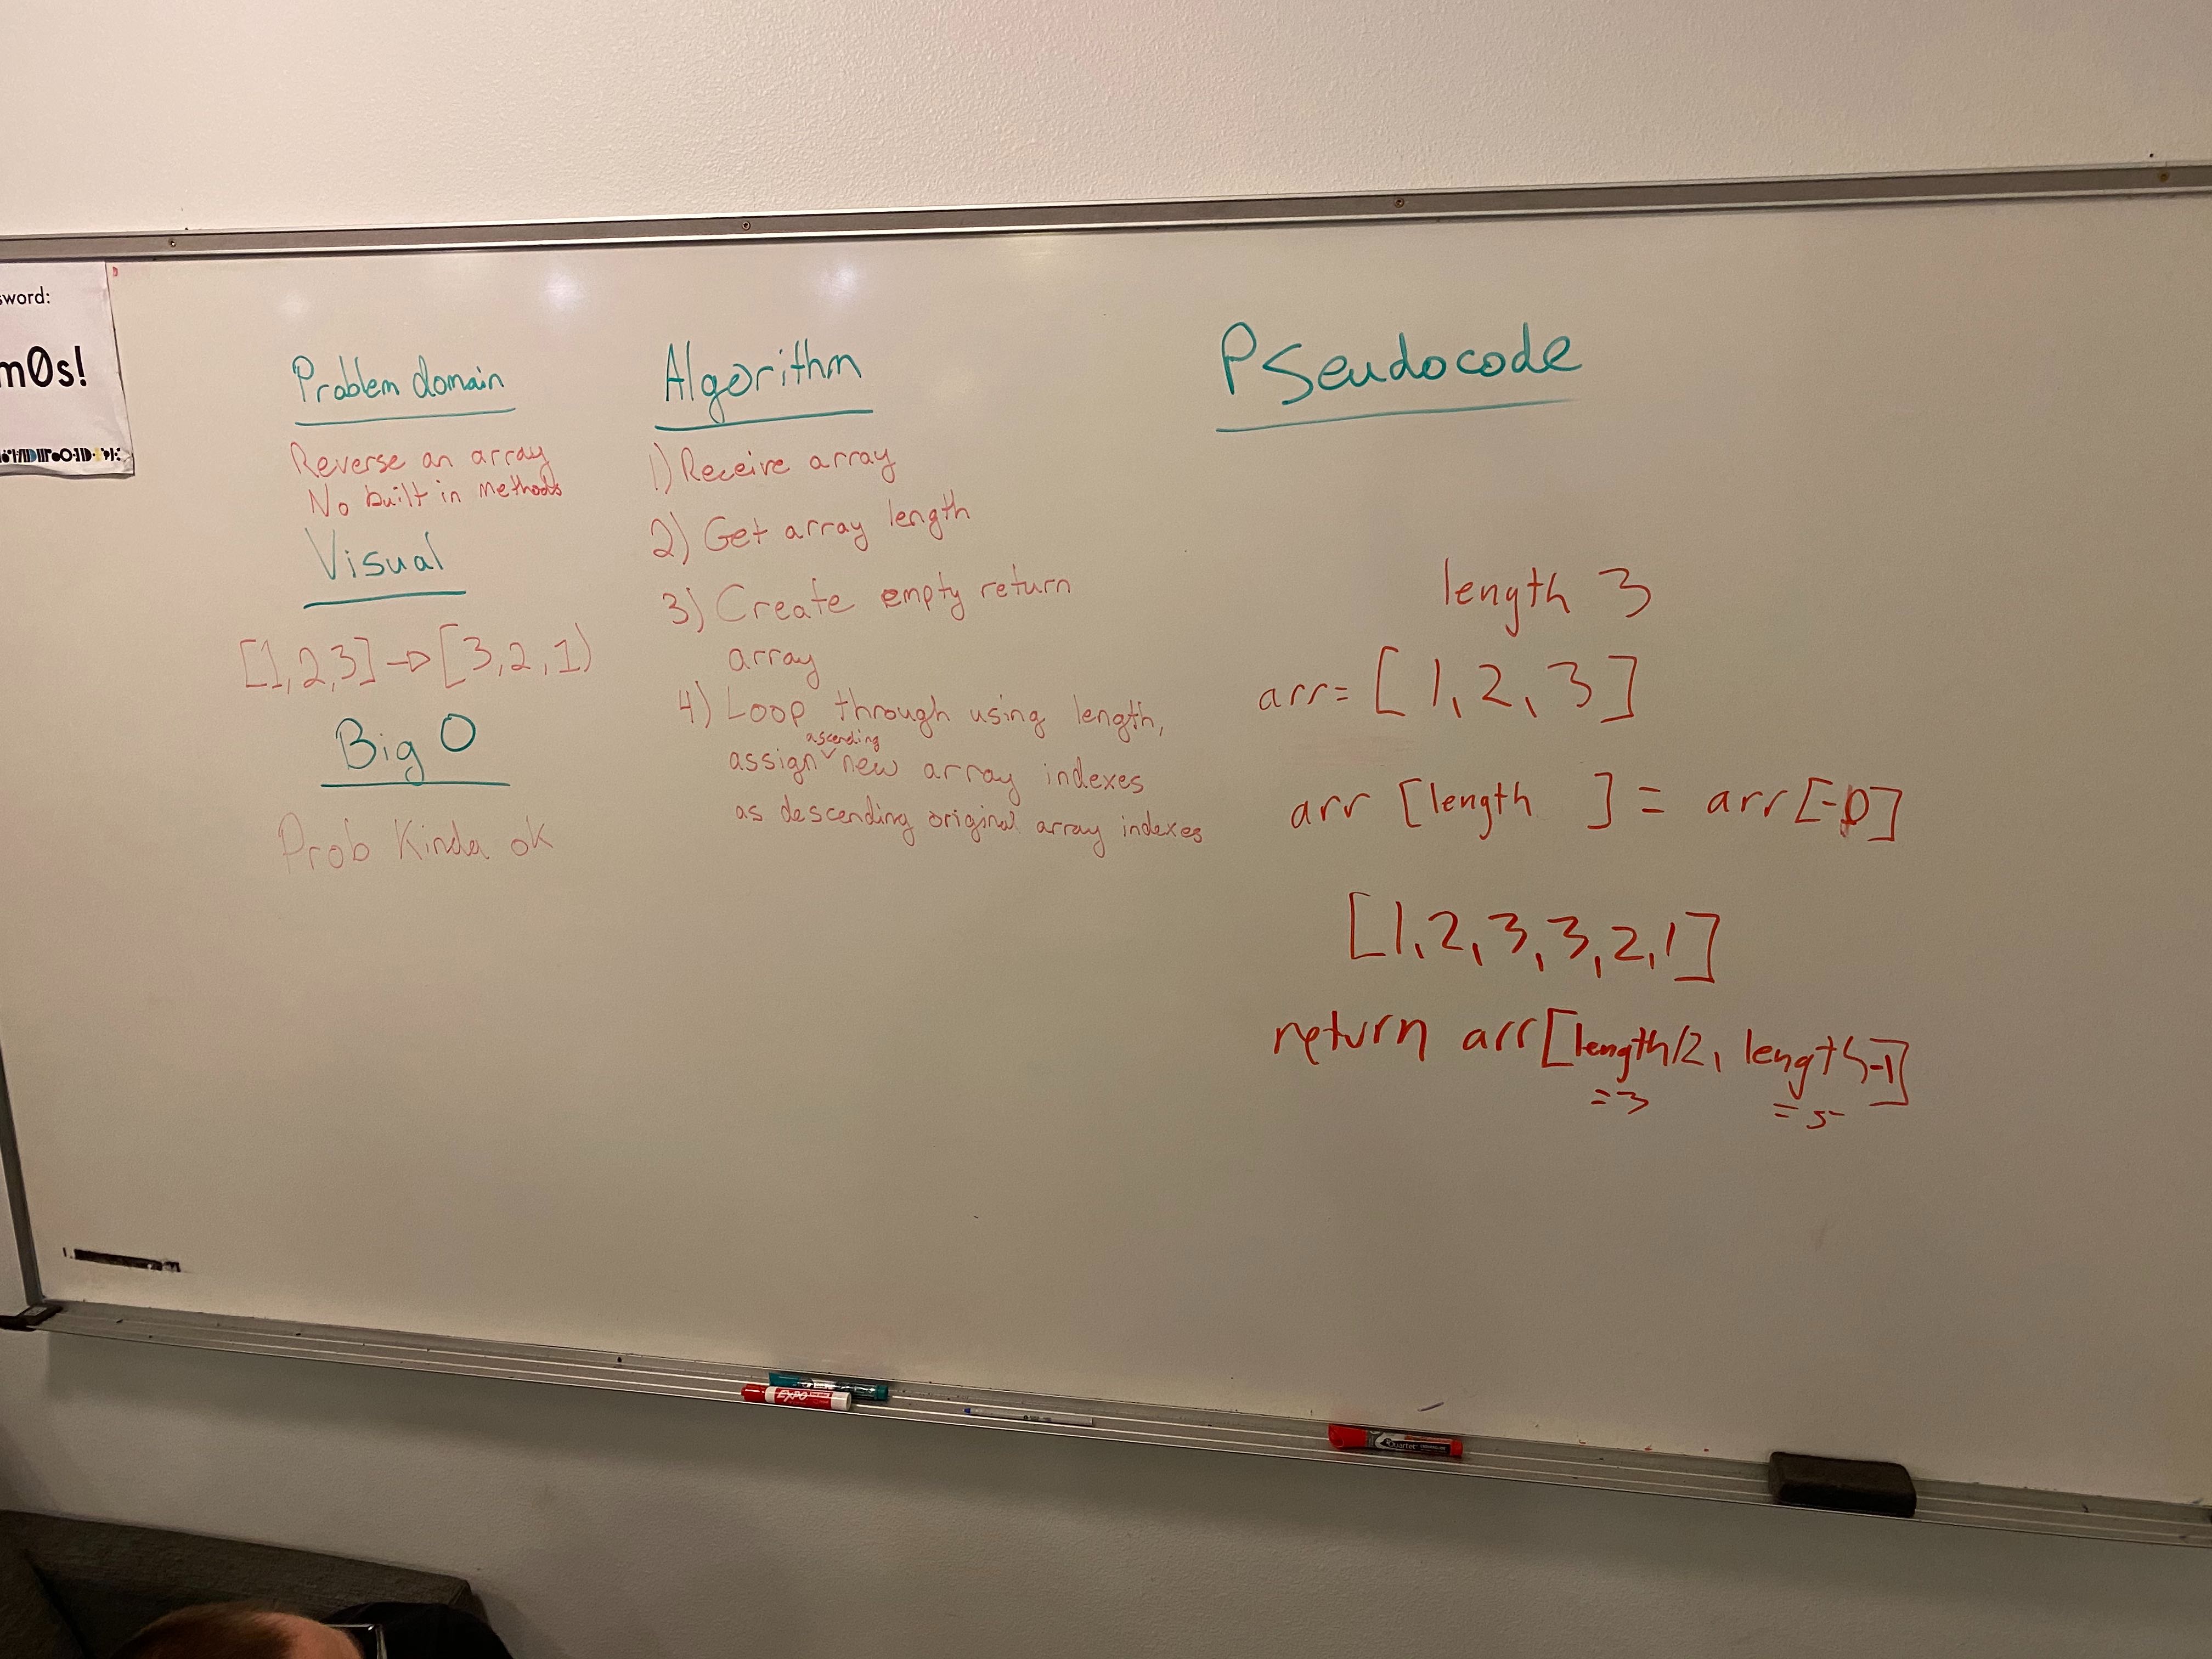 sword:
m0s!
Problem domain
Reverse an array
No built in methods
Visual
[1,2,3] → [3,2,1)
Big O
Prob Kinda ok
Algorithm
1) Receive array
2) Get array length
3) Create empty return
array
4) Loop through using length,
ascending
assign ˅ new array indexes
as descending original array indexes
Pseudocode
length 3
arr= [1,2,3]
arr [length ] = arr[-0]
[1,2,3,3,2,1]
return arr[length/2, length-1]
=3 =5
EXPO
Quartet